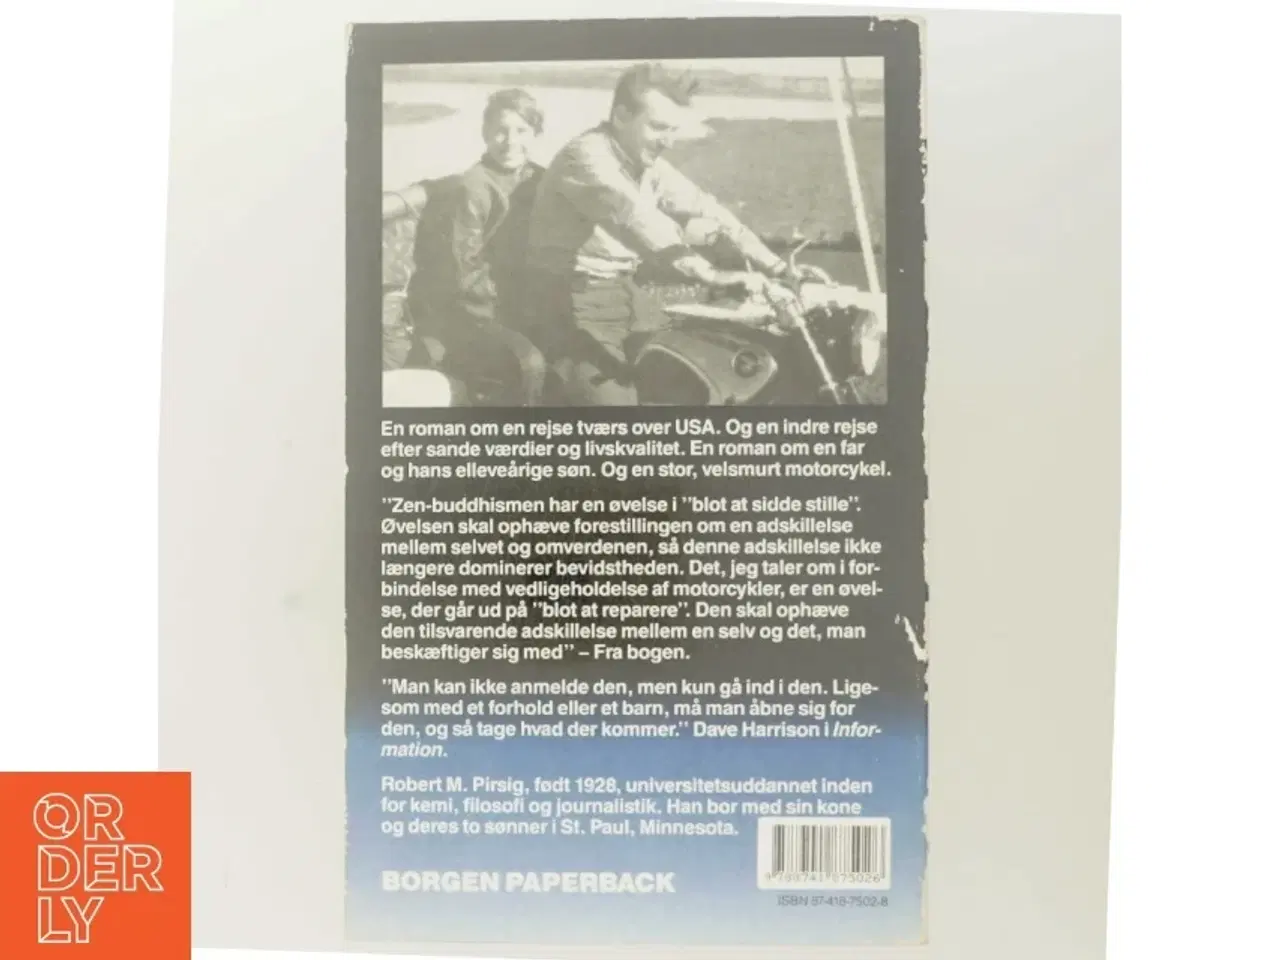 En roman om en rejse tværs over USA. Og en indre rejse
efter sande værdier og livskvalitet. En roman om en far
og hans elleveårige søn. Og en stor, velsmurt motorcykel.
"Zen-buddhismen har en øvelse i "blot at sidde stille".
Øvelsen skal ophæve forestillingen om en adskillelse
mellem selvet og omverdenen, så denne adskillelse ikke
længere dominerer bevidstheden. Det, jeg taler om i for-
bindelse med vedligeholdelse af motorcykler, er en øvel-
se, der går ud på "blot at reparere". Den skal ophæve
den tilsvarende adskillelse mellem en selv og det, man
beskæftiger sig med" – Fra bogen.
"Man kan ikke anmelde den, men kun gå ind i den. Lige-
som med et forhold eller et barn, må man åbne sig for
den, og så tage hvad der kommer." Dave Harrison i Infor-
mation.
Robert M. Pirsig, født 1928, universitetsuddannet inden
for kemi, filosofi og journalistik. Han bor med sin kone
og deres to sønner i St. Paul, Minnesota.
BORGEN PAPERBACK
9 788741 875026
ISBN 87-418-7502-8
OR
DER
LY